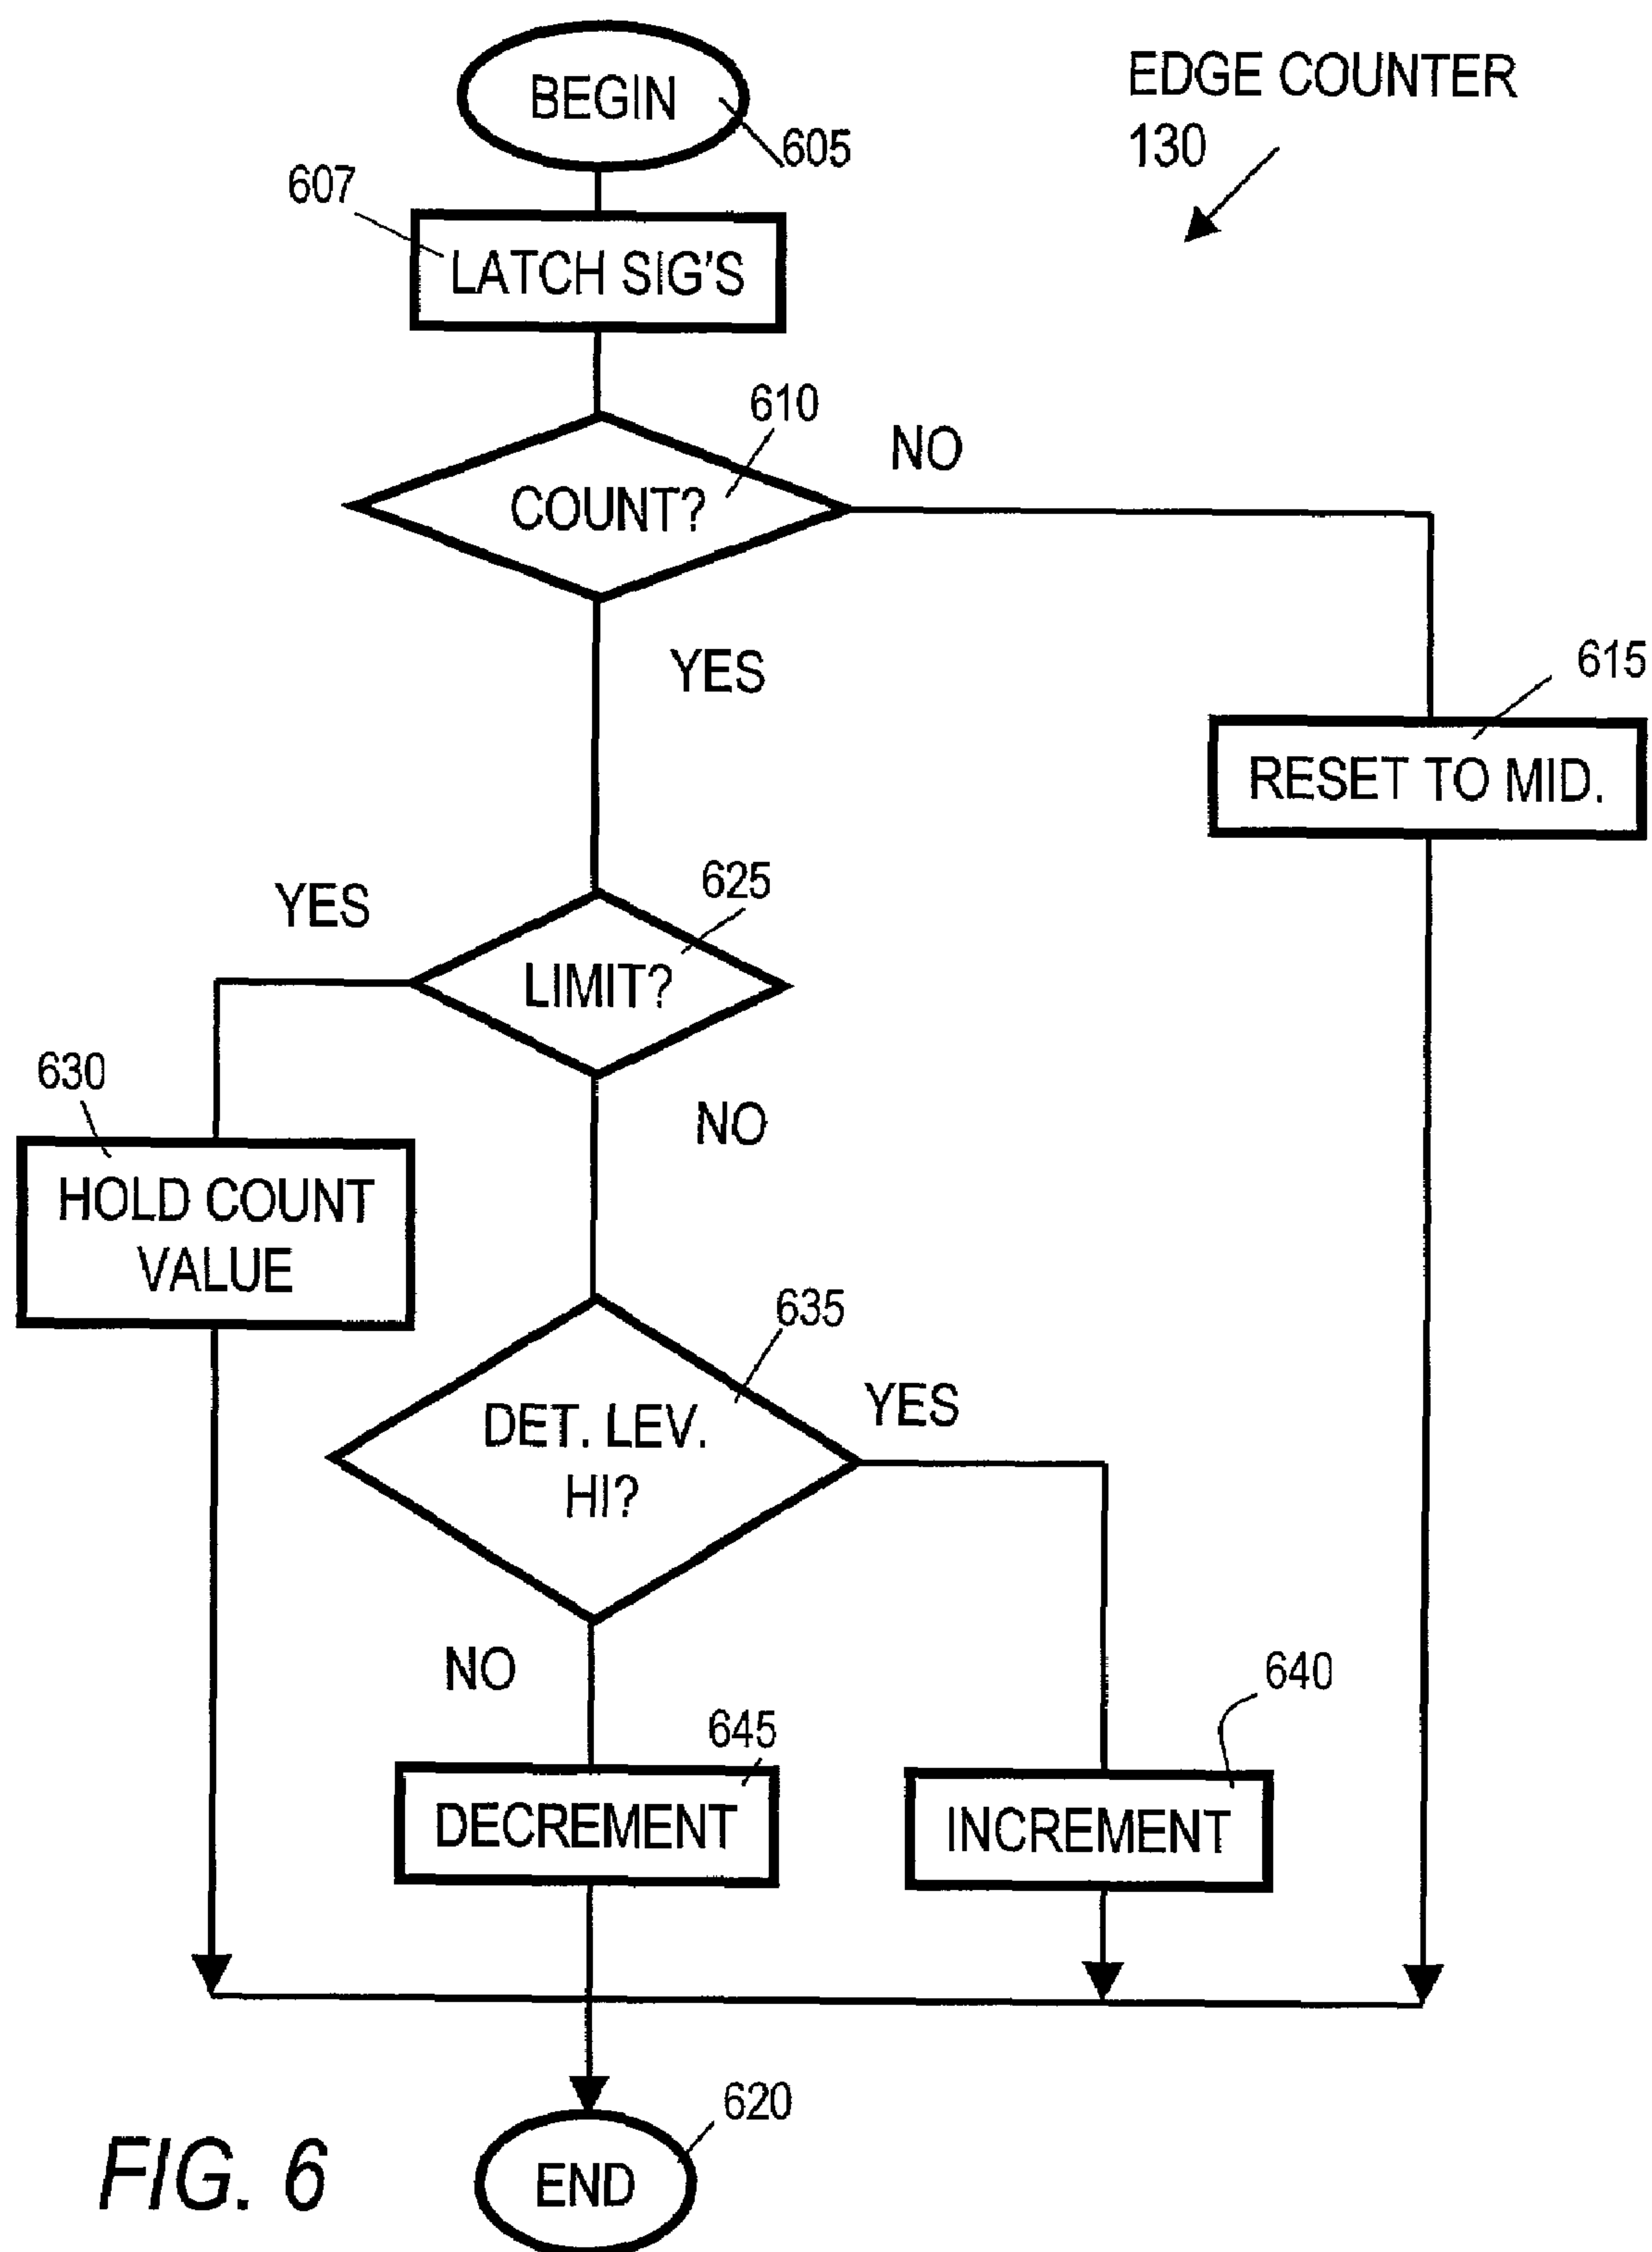 BEGIN
605
EDGE COUNTER
130
607
LATCH SIG'S
610
COUNT?
NO
YES
615
RESET TO MID.
625
YES
LIMIT?
630
NO
HOLD COUNT
VALUE
635
DET. LEV.
HI?
YES
NO
640
645
DECREMENT
INCREMENT
620
END
FIG. 6